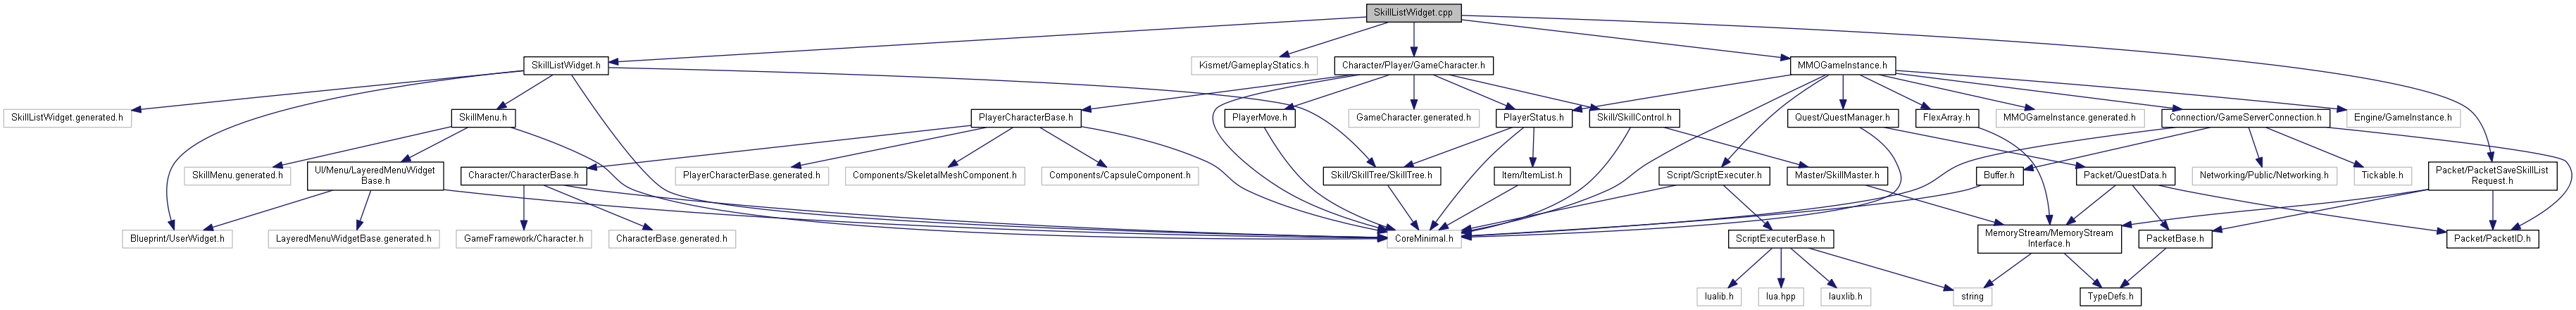 SkillListWidget.cpp
SkillListWidget.h
Kismet/GameplayStatics.h
Character/Player/GameCharacter.h
MMOGameInstance.h
SkillListWidget.generated.h
SkillMenu.h
PlayerCharacterBase.h
PlayerMove.h
GameCharacter.generated.h
PlayerStatus.h
Skill/SkillControl.h
Quest/QuestManager.h
FlexArray.h
MMOGameInstance.generated.h
Connection/GameServerConnection.h
Engine/GameInstance.h
SkillMenu.generated.h
UI/Menu/LayeredMenuWidget
Base.h
Character/CharacterBase.h
PlayerCharacterBase.generated.h
Components/SkeletalMeshComponent.h
Components/CapsuleComponent.h
Skill/SkillTree/SkillTree.h
Item/ItemList.h
Script/ScriptExecuter.h
Master/SkillMaster.h
Buffer.h
Packet/QuestData.h
Networking/Public/Networking.h
Tickable.h
Packet/PacketSaveSkillList
Request.h
Blueprint/UserWidget.h
LayeredMenuWidgetBase.generated.h
GameFramework/Character.h
CharacterBase.generated.h
CoreMinimal.h
ScriptExecuterBase.h
MemoryStream/MemoryStream
Interface.h
PacketBase.h
Packet/PacketID.h
lualib.h
lua.hpp
lauxlib.h
string
TypeDefs.h